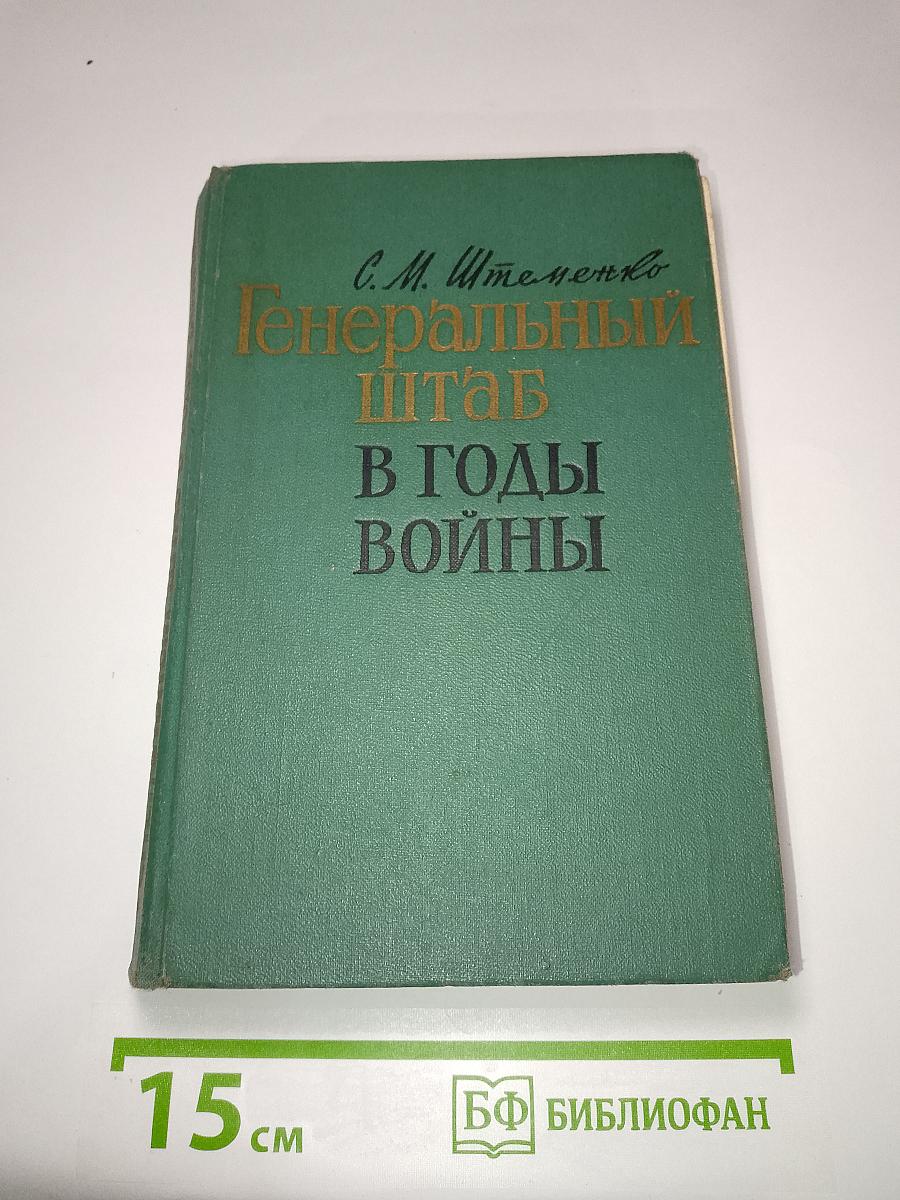 С. М. Штеменко
Генеральный
штаб
в годы
войны
15 см
БФ БИБЛИОФАН